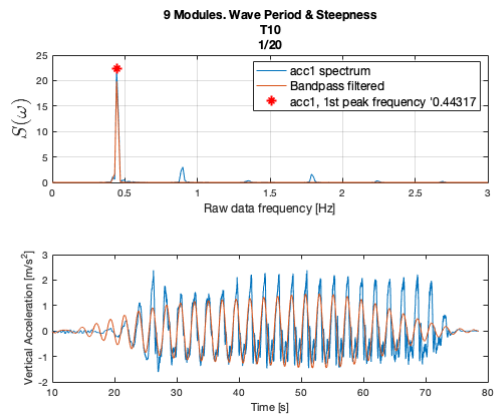 9 Modules. Wave Period & Steepness
T10
1/20
25
20
15
10
5
0
S(ω)
acc1 spectrum
Bandpass filtered
acc1, 1st peak frequency '0.44317
0 0.5 1 1.5 2 2.5 3
Raw data frequency [Hz]
3
2
1
0
-1
-2
Vertical Acceleration [m/s²]
10 20 30 40 50 60 70 80
Time [s]